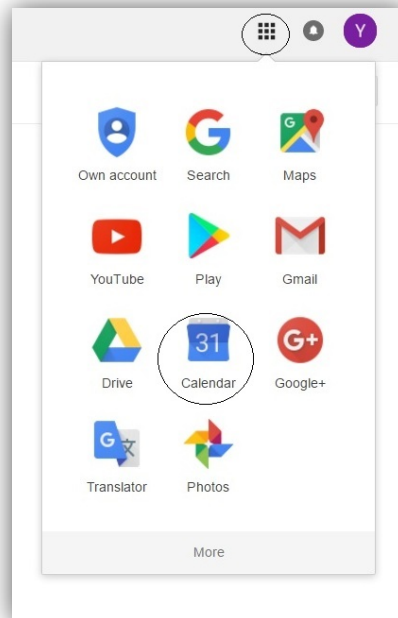 Y
Own account Search Maps
YouTube Play Gmail
31
Drive Calendar Google+
Translator Photos
More